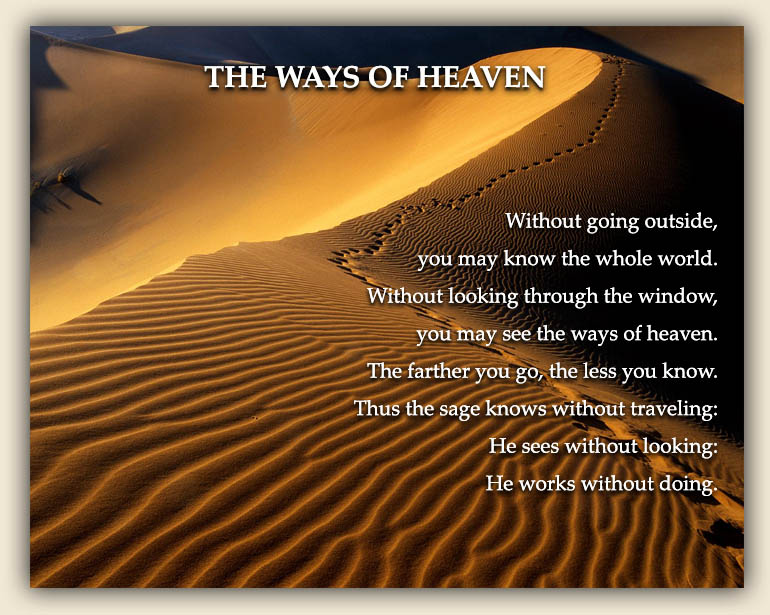 THE WAYS OF HEAVEN
Without going outside,
you may know the whole world.
Without looking through the window,
you may see the ways of heaven.
The farther you go, the less you know.
Thus the sage knows without traveling:
He sees without looking:
He works without doing.